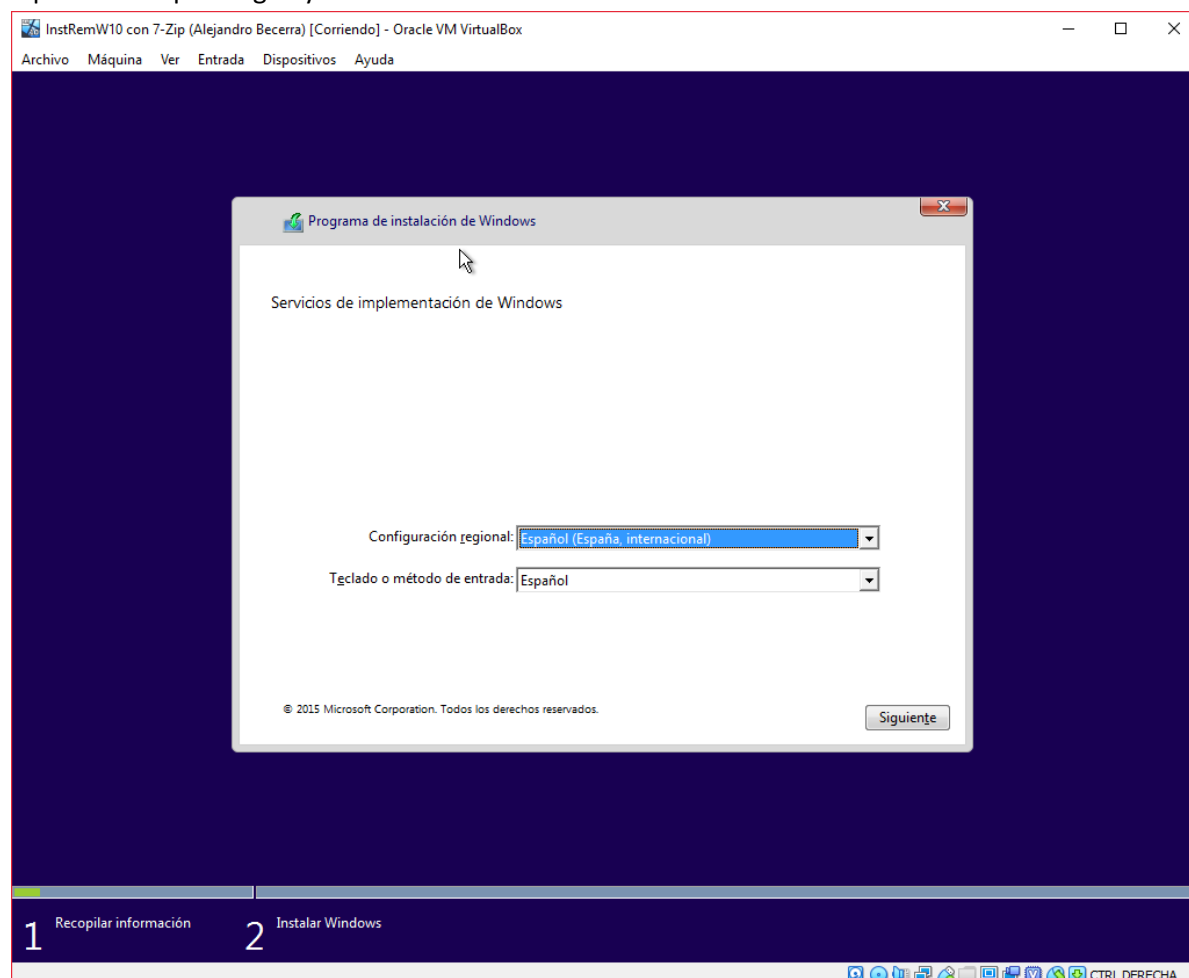 InstRemW10 con 7-Zip (Alejandro Becerra) [Corriendo] - Oracle VM VirtualBox
Archivo Máquina Ver Entrada Dispositivos Ayuda
Programa de instalación de Windows
Servicios de implementación de Windows
Configuración regional: Español (España, internacional)
Teclado o método de entrada: Español
© 2015 Microsoft Corporation. Todos los derechos reservados.
Siguiente
1 Recopilar información 2 Instalar Windows
CTRL DERECHA